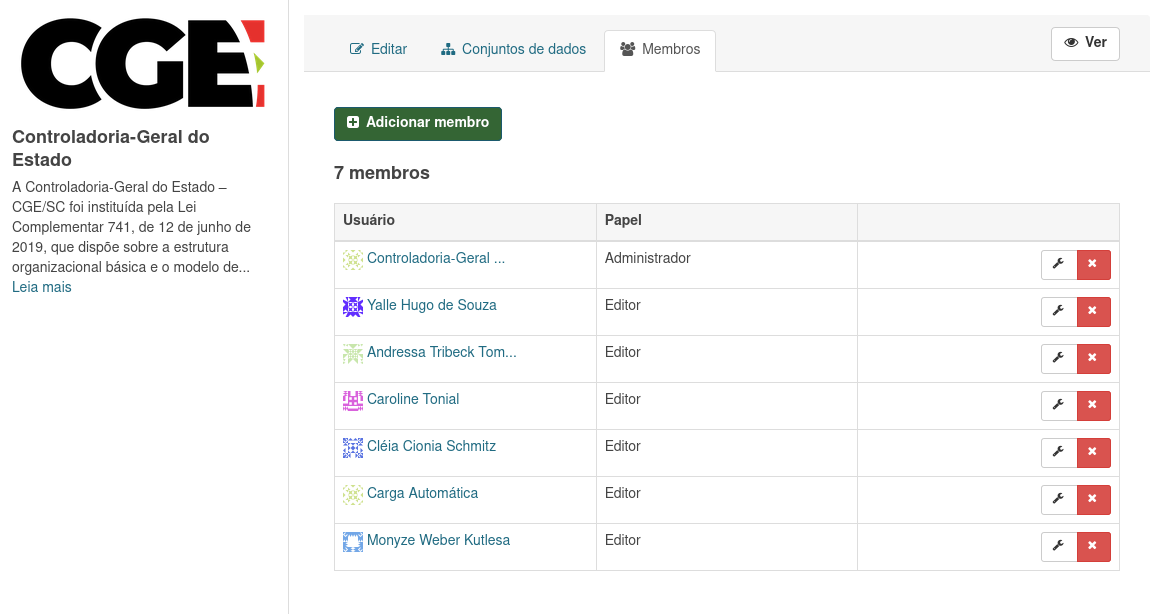 CGE
Controladoria-Geral do
Estado
A Controladoria-Geral do Estado –
CGE/SC foi instituída pela Lei
Complementar 741, de 12 de junho de
2019, que dispõe sobre a estrutura
organizacional básica e o modelo de...
Leia mais
Editar Conjuntos de dados Membros Ver
Adicionar membro
7 membros
Usuário Papel
Controladoria-Geral ... Administrador
Yalle Hugo de Souza Editor
Andressa Tribeck Tom... Editor
Caroline Tonial Editor
Cléia Cionia Schmitz Editor
Carga Automática Editor
Monyze Weber Kutlesa Editor